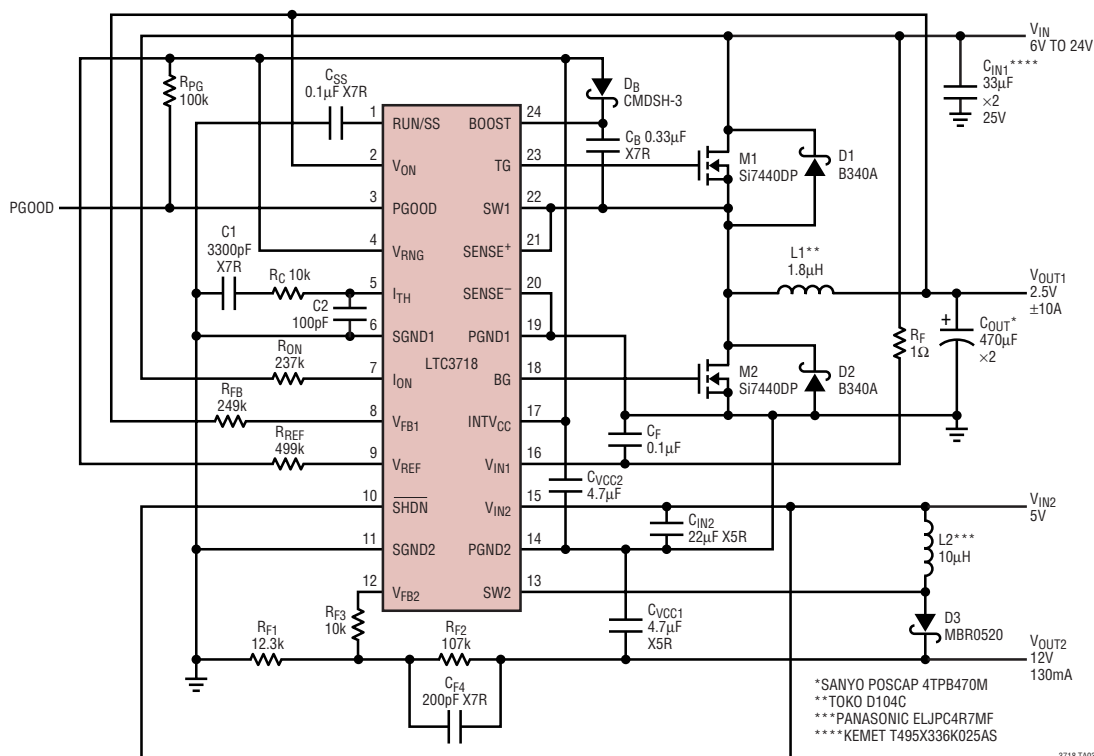 VIN
6V TO 24V
CIN1****
33µF
×2
25V
RPG
100k
CSS
0.1µF X7R
DB
CMDSH-3
1
RUN/SS
BOOST
24
CB 0.33µF
X7R
2
VON
TG
23
M1
Si7440DP
D1
B340A
PGOOD
3
PGOOD
SW1
22
4
VRNG
SENSE+
21
C1
3300pF
X7R
RC 10k
5
ITH
SENSE–
20
L1**
1.8µH
VOUT1
2.5V
±10A
C2
100pF
6
SGND1
PGND1
19
COUT*
+
470µF
×2
RF
1Ω
LTC3718
RON
237k
7
ION
BG
18
M2
Si7440DP
D2
B340A
RFB
249k
8
VFB1
INTVCC
17
CF
0.1µF
RREF
499k
9
VREF
VIN1
16
CVCC2
4.7µF
10
SHDN
VIN2
15
VIN2
5V
CIN2
22µF X5R
11
SGND2
PGND2
14
L2***
10µH
12
VFB2
SW2
13
RF3
10k
CVCC1
4.7µF
X5R
D3
MBR0520
RF1
12.3k
RF2
107k
VOUT2
12V
130mA
CF4
200pF X7R
*SANYO POSCAP 4TPB470M
**TOKO D104C
***PANASONIC ELJPC4R7MF
****KEMET T495X336K025AS